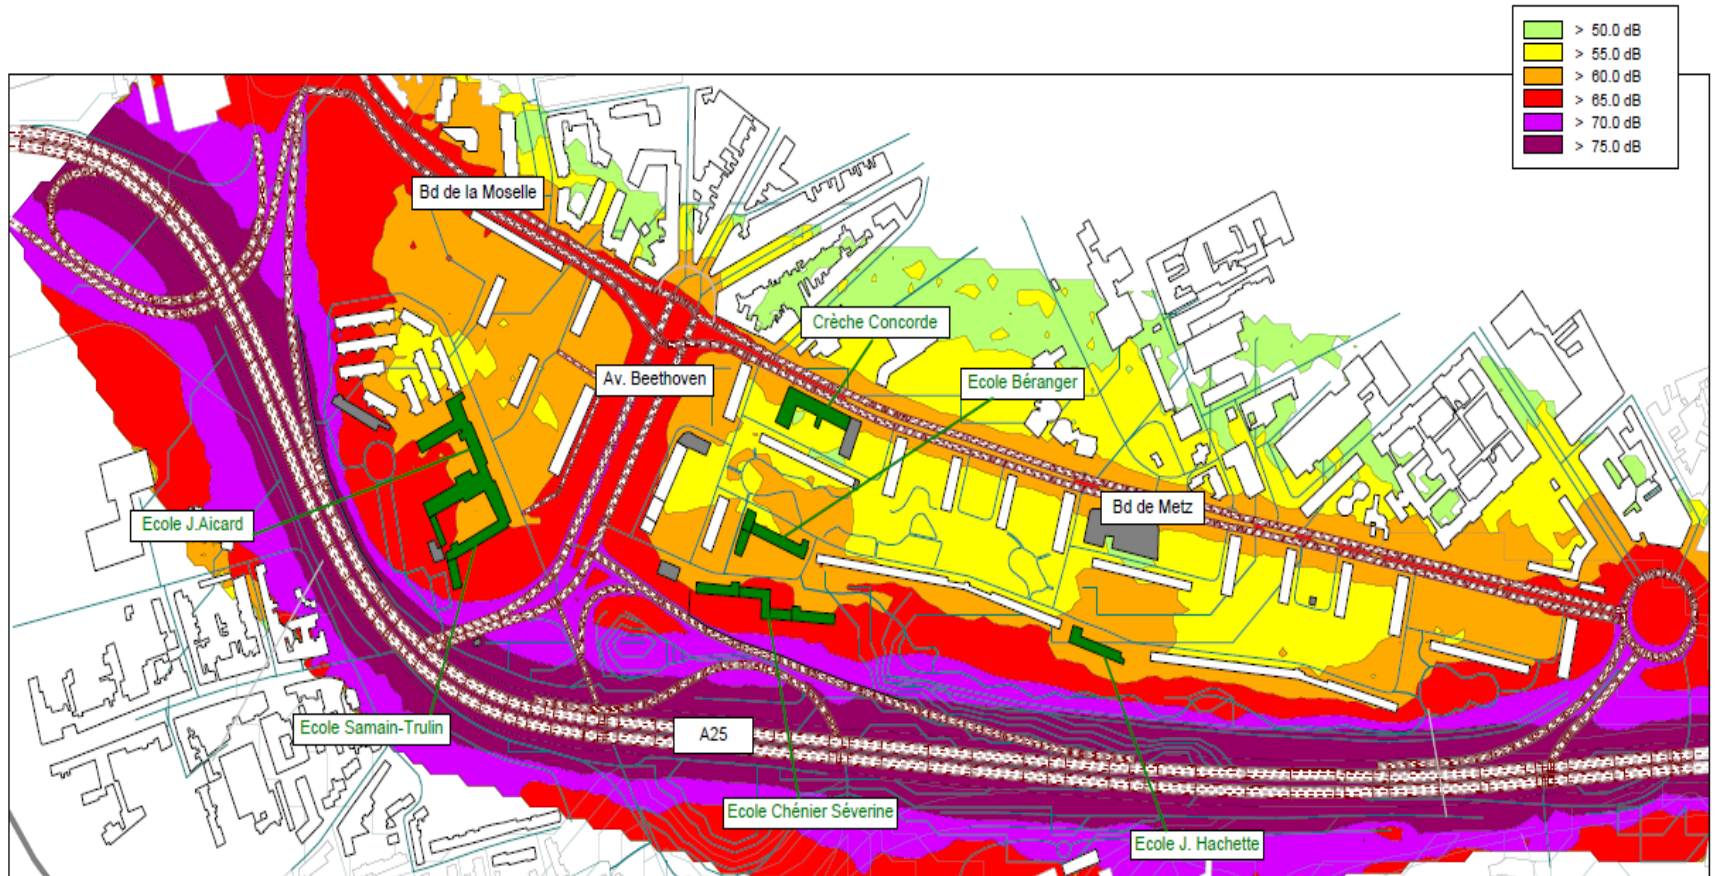 > 50.0 dB
> 55.0 dB
> 60.0 dB
> 65.0 dB
> 70.0 dB
> 75.0 dB
Bd de la Moselle
Crèche Concorde
Av. Beethoven
Ecole Béranger
Bd de Metz
Ecole J.Aicard
Ecole Samain-Trulin
A25
Ecole Chénier Séverine
Ecole J. Hachette